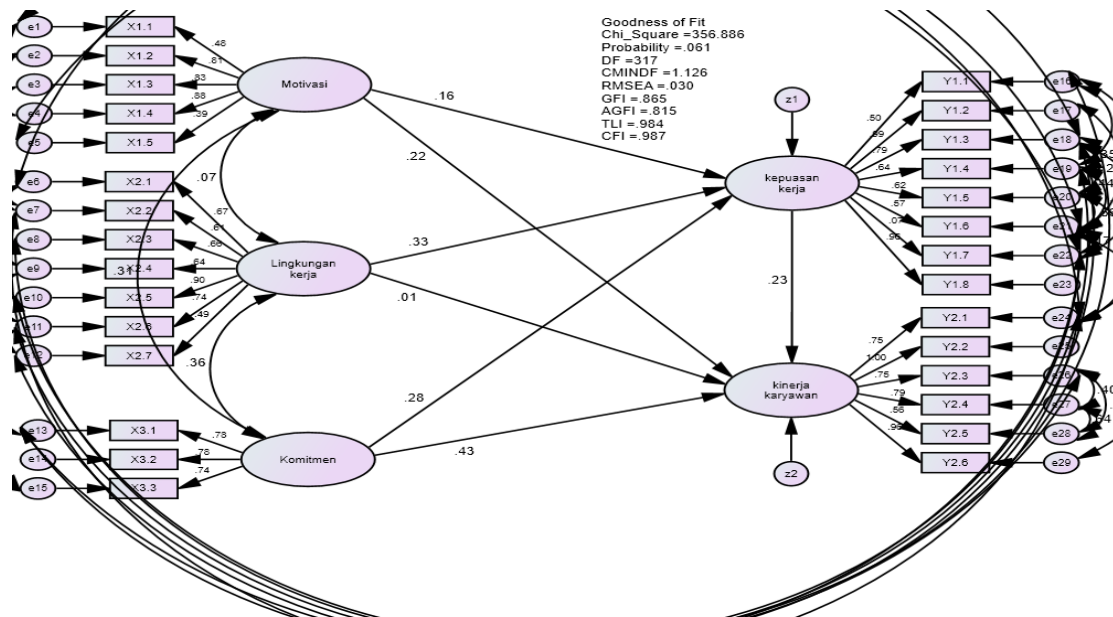 Goodness of Fit
Chi_Square =356.886
Probability =.061
DF =317
CMINDF =1.126
RMSEA =.030
GFI =.865
AGFI =.815
TLI =.984
CFI =.987
e1
X1.1
e2
X1.2
e3
X1.3
e4
X1.4
e5
X1.5
.48
.61
.83
.88
.39
Motivasi
e6
X2.1
e7
X2.2
e8
X2.3
e9
X2.4
e10
X2.5
e11
X2.6
e12
X2.7
.67
.61
.66
.64
.90
.74
.49
Lingkungan
kerja
e13
X3.1
e14
X3.2
e15
X3.3
.78
.78
.74
Komitmen
.07
.31
.36
.16
.22
.33
.01
.28
.43
.23
z1
kepuasan
kerja
z2
kinerja
karyawan
.50
.79
.64
.62
.57
.07
.96
Y1.1
e16
Y1.2
e17
Y1.3
e18
Y1.4
e19
Y1.5
e20
Y1.6
Y1.7
e22
Y1.8
e23
.75
1.00
.75
.79
.56
Y2.1
e24
Y2.2
e25
Y2.3
e26
Y2.4
e27
Y2.5
e28
Y2.6
e29